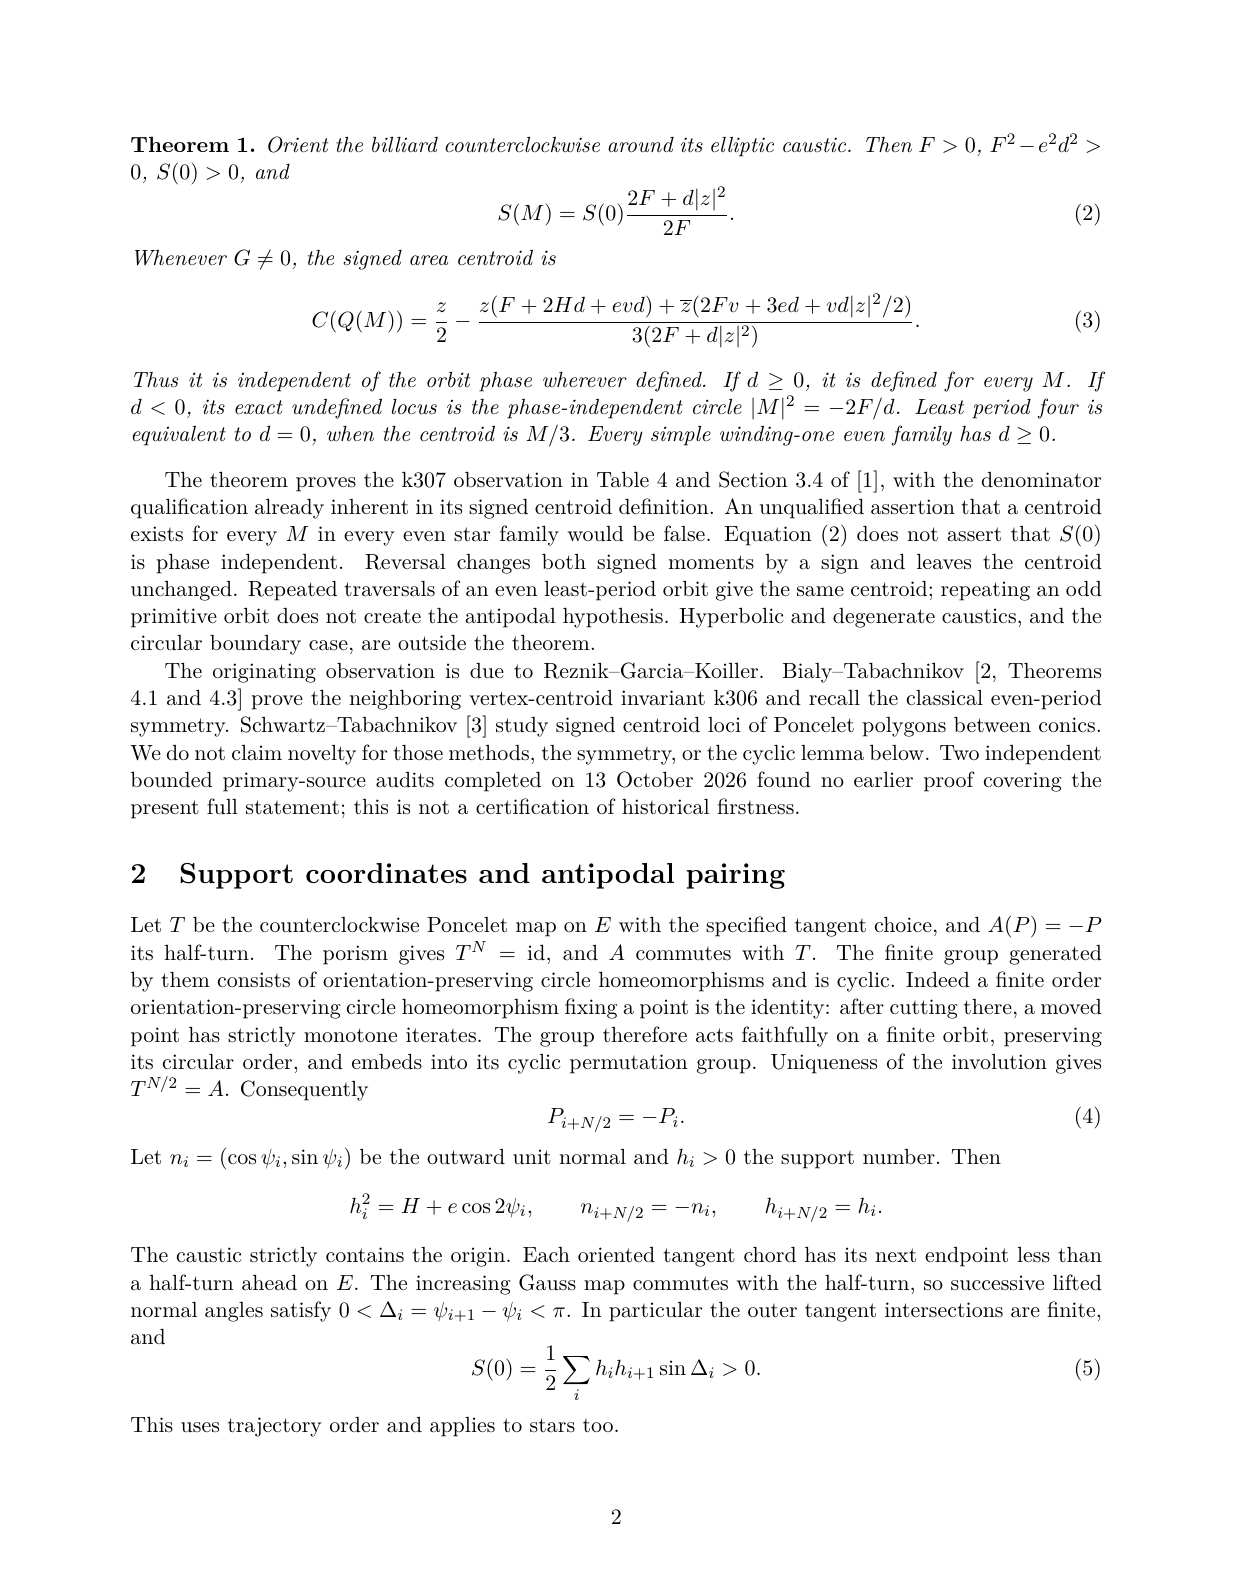 Theorem 1. Orient the billiard counterclockwise around its elliptic caustic. Then F > 0, F² − e²d² >
0, S(0) > 0, and
S(M) = S(0) (2F + d|z|²)/(2F). (2)
Whenever G ≠ 0, the signed area centroid is
C(Q(M)) = z/2 − (z(F + 2Hd + evd) + z̅(2Fv + 3ed + vd|z|²/2))/(3(2F + d|z|²)). (3)
Thus it is independent of the orbit phase wherever defined. If d ≥ 0, it is defined for every M. If
d < 0, its exact undefined locus is the phase-independent circle |M|² = −2F/d. Least period four is
equivalent to d = 0, when the centroid is M/3. Every simple winding-one even family has d ≥ 0.
The theorem proves the k307 observation in Table 4 and Section 3.4 of [1], with the denominator
qualification already inherent in its signed centroid definition. An unqualified assertion that a centroid
exists for every M in every even star family would be false. Equation (2) does not assert that S(0)
is phase independent. Reversal changes both signed moments by a sign and leaves the centroid
unchanged. Repeated traversals of an even least-period orbit give the same centroid; repeating an odd
primitive orbit does not create the antipodal hypothesis. Hyperbolic and degenerate caustics, and the
circular boundary case, are outside the theorem.
The originating observation is due to Reznik–Garcia–Koiller. Bialy–Tabachnikov [2, Theorems
4.1 and 4.3] prove the neighboring vertex-centroid invariant k306 and recall the classical even-period
symmetry. Schwartz–Tabachnikov [3] study signed centroid loci of Poncelet polygons between conics.
We do not claim novelty for those methods, the symmetry, or the cyclic lemma below. Two independent
bounded primary-source audits completed on 13 October 2026 found no earlier proof covering the
present full statement; this is not a certification of historical firstness.
2 Support coordinates and antipodal pairing
Let T be the counterclockwise Poncelet map on E with the specified tangent choice, and A(P) = −P
its half-turn. The porism gives Tᴺ = id, and A commutes with T. The finite group generated
by them consists of orientation-preserving circle homeomorphisms and is cyclic. Indeed a finite order
orientation-preserving circle homeomorphism fixing a point is the identity: after cutting there, a moved
point has strictly monotone iterates. The group therefore acts faithfully on a finite orbit, preserving
its circular order, and embeds into its cyclic permutation group. Uniqueness of the involution gives
T^{N/2} = A. Consequently
P_{i+N/2} = −P_i. (4)
Let n_i = (cos ψ_i, sin ψ_i) be the outward unit normal and h_i > 0 the support number. Then
h_i² = H + e cos 2ψ_i, n_{i+N/2} = −n_i, h_{i+N/2} = h_i.
The caustic strictly contains the origin. Each oriented tangent chord has its next endpoint less than
a half-turn ahead on E. The increasing Gauss map commutes with the half-turn, so successive lifted
normal angles satisfy 0 < Δ_i = ψ_{i+1} − ψ_i < π. In particular the outer tangent intersections are finite,
and
S(0) = 1/2 ∑_i h_i h_{i+1} sin Δ_i > 0. (5)
This uses trajectory order and applies to stars too.
2